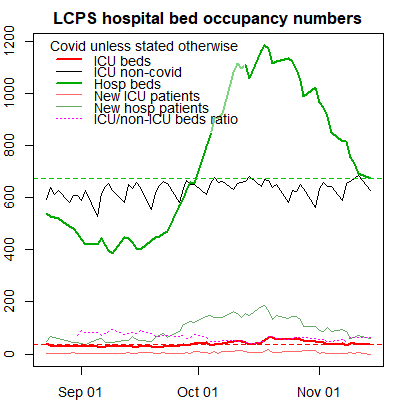 LCPS hospital bed occupancy numbers
Covid unless stated otherwise
ICU beds
ICU non-covid
Hosp beds
New ICU patients
New hosp patients
ICU/non-ICU beds ratio
1200
1000
800
600
400
200
0
Sep 01 Oct 01 Nov 01